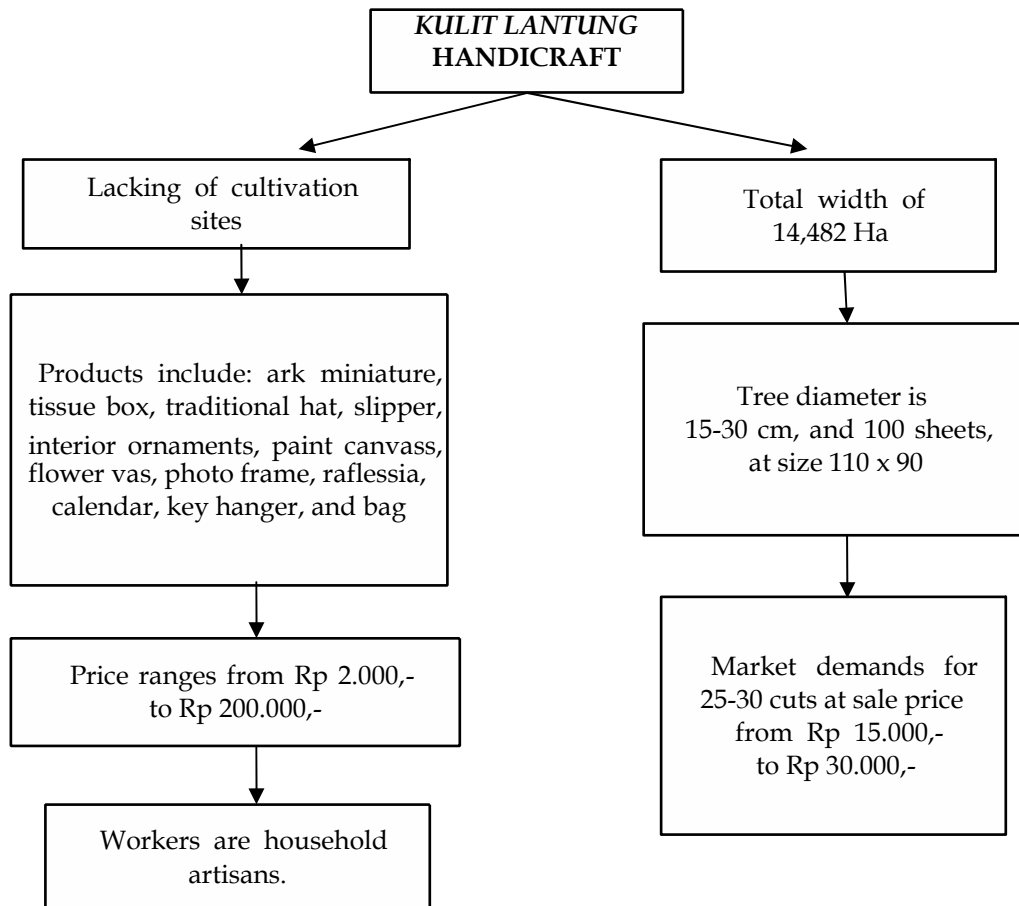 KULIT LANTUNG
HANDICRAFT
Lacking of cultivation
sites
Products include: ark miniature,
tissue box, traditional hat, slipper,
interior ornaments, paint canvass,
flower vas, photo frame, raflessia,
calendar, key hanger, and bag
Price ranges from Rp 2.000,-
to Rp 200.000,-
Workers are household
artisans.
Total width of
14,482 Ha
Tree diameter is
15-30 cm, and 100 sheets,
at size 110 x 90
Market demands for
25-30 cuts at sale price
from Rp 15.000,-
to Rp 30.000,-